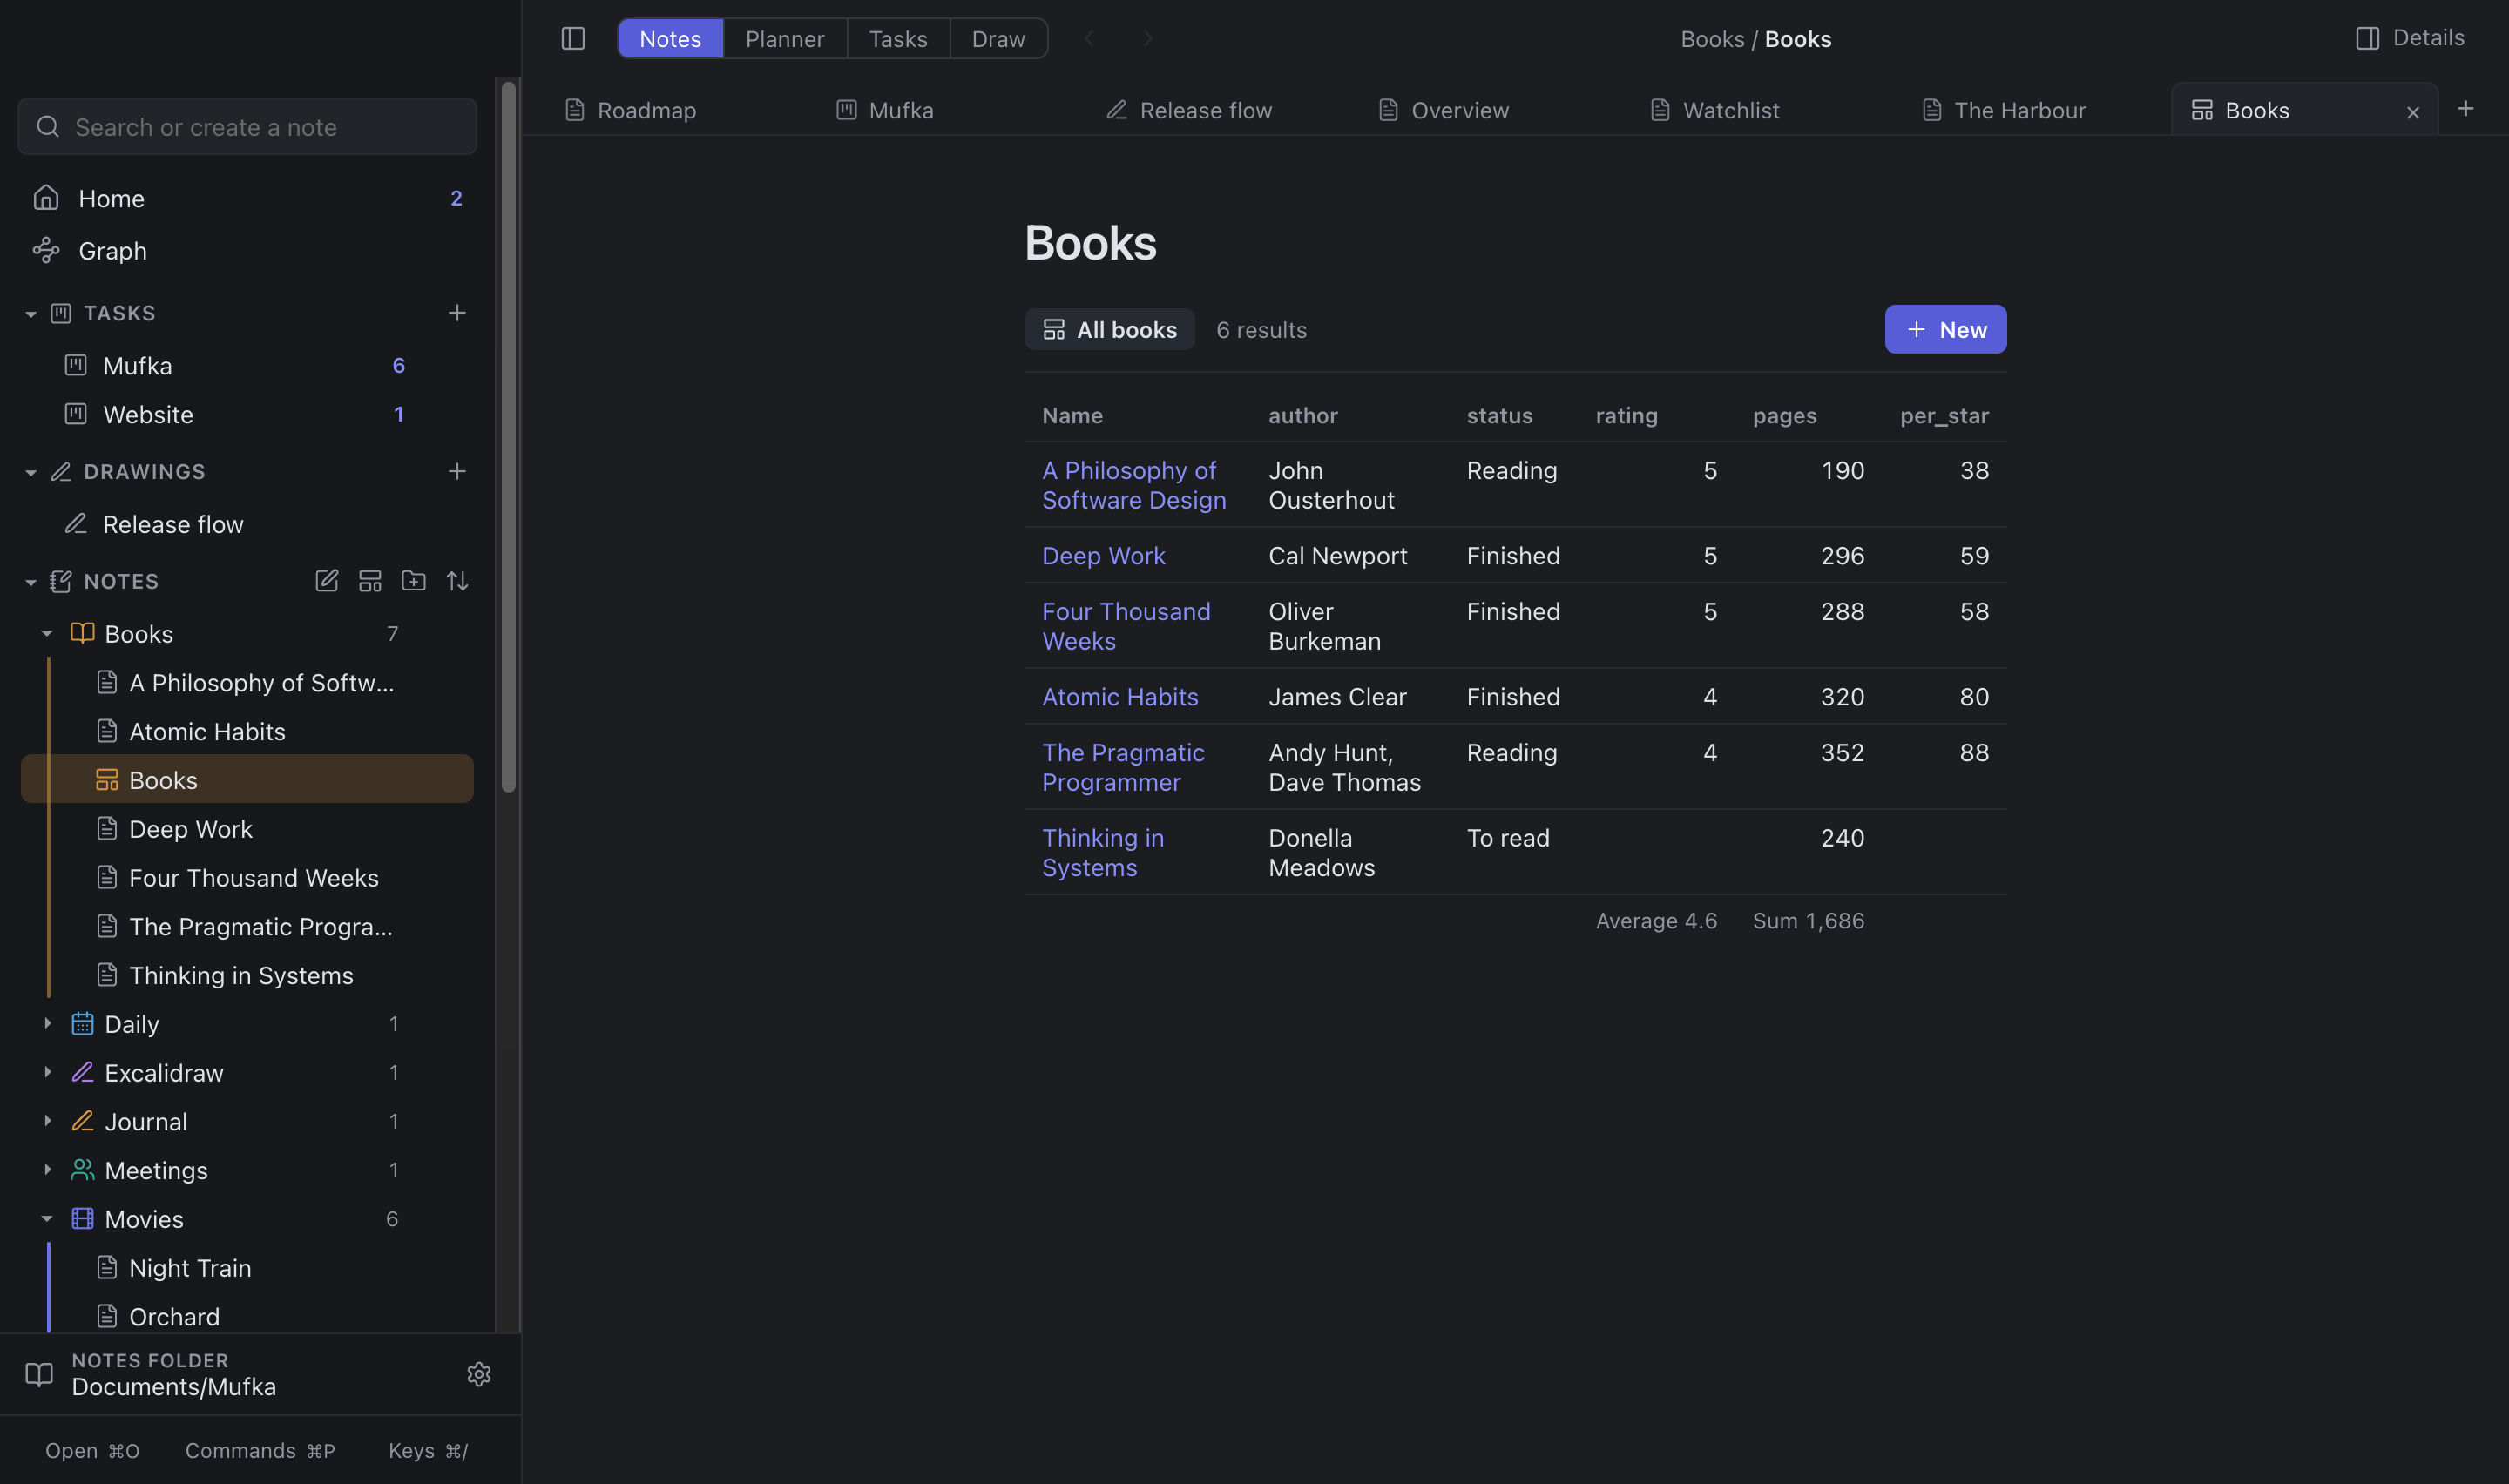 Notes Planner Tasks Draw
Books / Books
Details
Roadmap Mufka Release flow Overview Watchlist The Harbour Books
Search or create a note
Home 2
Graph
TASKS
Mufka 6
Website 1
DRAWINGS
Release flow
NOTES
Books 7
A Philosophy of Softw...
Atomic Habits
Books
Deep Work
Four Thousand Weeks
The Pragmatic Progra...
Thinking in Systems
Daily 1
Excalidraw 1
Journal 1
Meetings 1
Movies 6
Night Train
Orchard
NOTES FOLDER
Documents/Mufka
Open ⌘O Commands ⌘P Keys ⌘/
Books
All books 6 results
+ New
Name author status rating pages per_star
A Philosophy of John Reading 5 190 38
Software Design Ousterhout
Deep Work Cal Newport Finished 5 296 59
Four Thousand Oliver Finished 5 288 58
Weeks Burkeman
Atomic Habits James Clear Finished 4 320 80
The Pragmatic Andy Hunt, Reading 4 352 88
Programmer Dave Thomas
Thinking in Donella To read 240
Systems Meadows
Average 4.6 Sum 1,686